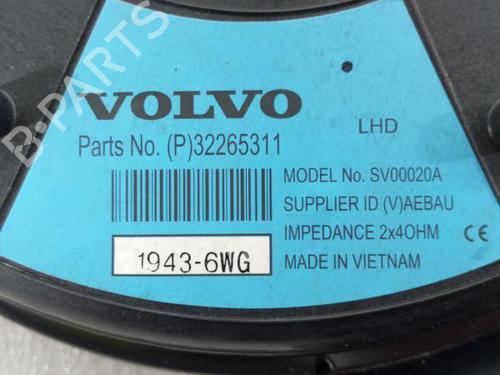 B-PARTS
VOLVO
Parts No. (P)32265311
LHD
MODEL No. SV00020A
SUPPLIER ID (V)AEBAU
IMPEDANCE 2x4OHM CE
1943-6WG
MADE IN VIETNAM